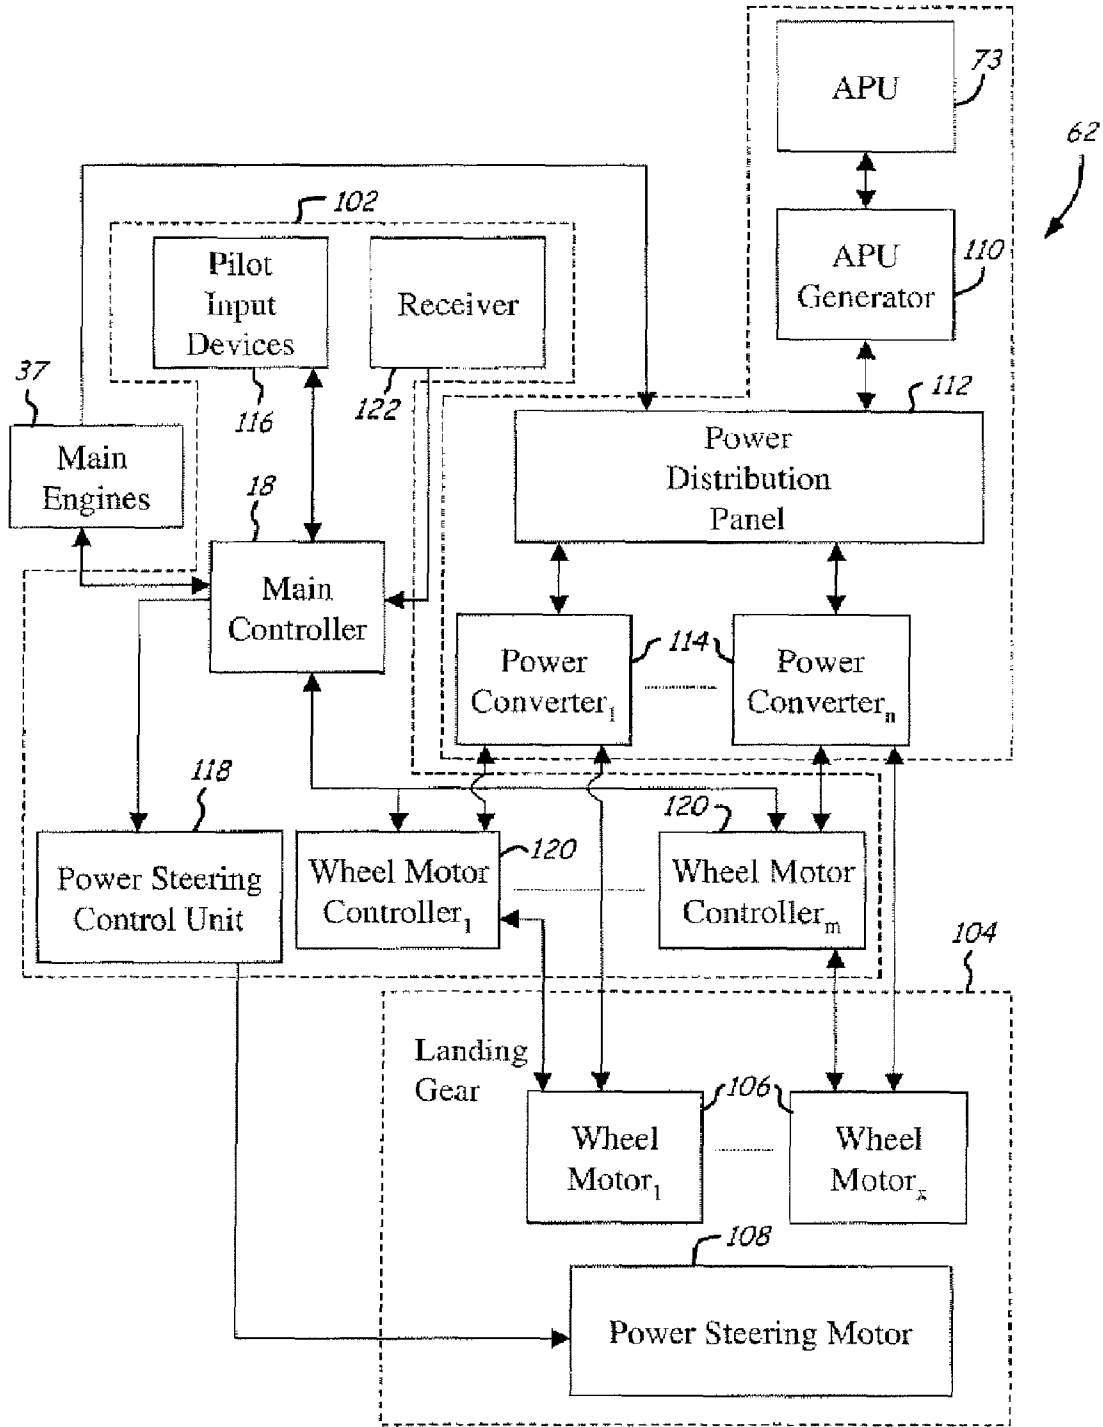 APU
73
62
102
Pilot
Input
Devices
Receiver
APU
Generator
110
37
116
122
112
Main
Engines
Power
Distribution
Panel
18
Main
Controller
Power
Converter1
114
Power
Convertern
118
120
120
Power Steering
Control Unit
Wheel Motor
Controller1
Wheel Motor
Controllerm
104
Landing
Gear
106
Wheel
Motor1
Wheel
Motorx
108
Power Steering Motor